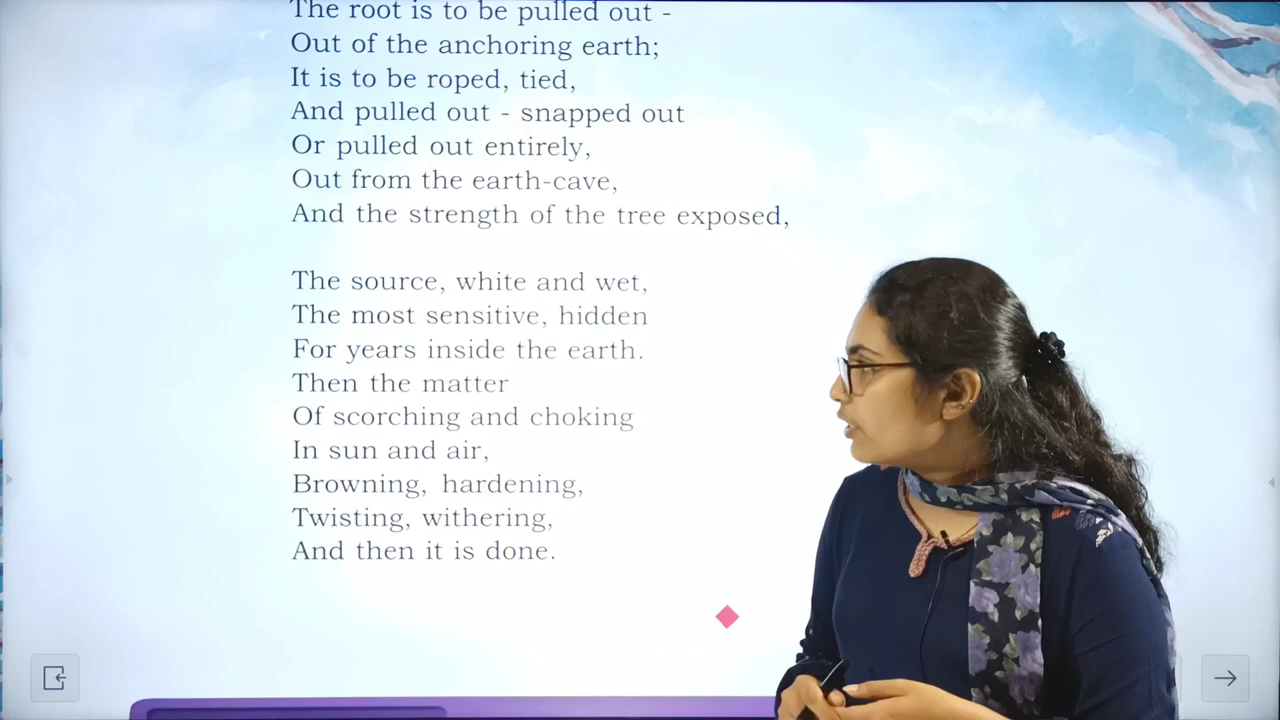 The root is to be pulled out -
Out of the anchoring earth;
It is to be roped, tied,
And pulled out - snapped out
Or pulled out entirely,
Out from the earth-cave,
And the strength of the tree exposed,
The source, white and wet,
The most sensitive, hidden
For years inside the earth.
Then the matter
Of scorching and choking
In sun and air,
Browning, hardening,
Twisting, withering,
And then it is done.